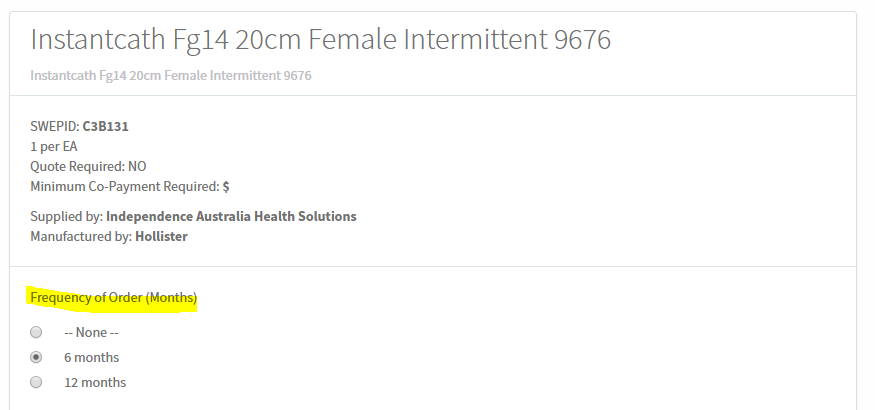 Instantcath Fg14 20cm Female Intermittent 9676
Instantcath Fg14 20cm Female Intermittent 9676
SWEPID: C3B131
1 per EA
Quote Required: NO
Minimum Co-Payment Required: $
Supplied by: Independence Australia Health Solutions
Manufactured by: Hollister
Frequency of Order (Months)
-- None --
6 months
12 months